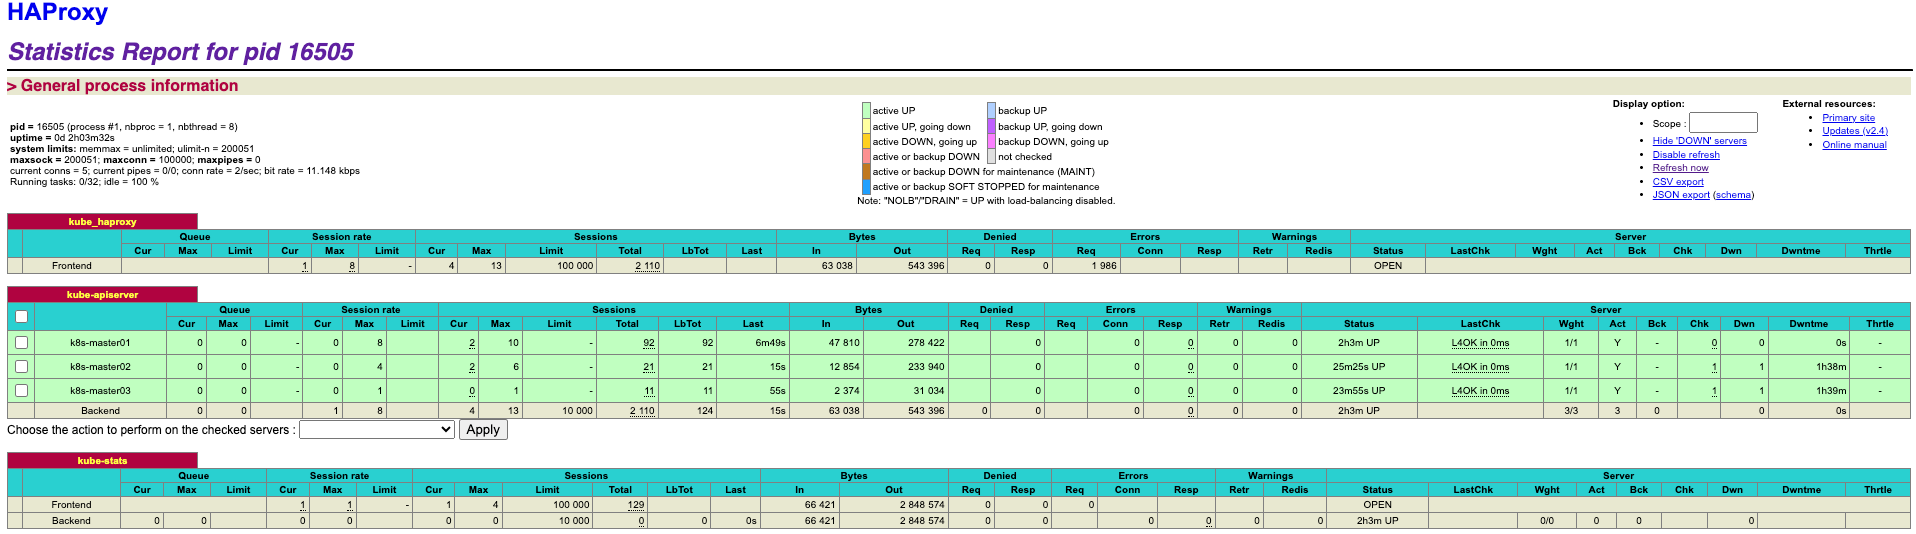 HAProxy
Statistics Report for pid 16505
> General process information
pid = 16505 (process #1, nbproc = 1, nbthread = 8)
uptime = 0d 2h03m32s
system limits: memmax = unlimited; ulimit-n = 200051
maxsock = 200051; maxconn = 100000; maxpipes = 0
current conns = 5; current pipes = 0/0; conn rate = 2/sec; bit rate = 11.148 kbps
Running tasks: 0/32; idle = 100 %
active UP backup UP
active UP, going down backup UP, going down
active DOWN, going up backup DOWN, going up
active or backup DOWN not checked
active or backup DOWN for maintenance (MAINT)
active or backup SOFT STOPPED for maintenance
Note: "NOLB"/"DRAIN" = UP with load-balancing disabled.
Display option:
• Scope :
• Hide 'DOWN' servers
• Disable refresh
• Refresh now
• CSV export
• JSON export (schema)
External resources:
• Primary site
• Updates (v2.4)
• Online manual
kube_haproxy
Queue Session rate Sessions Bytes Denied Errors Warnings Server
Cur Max Limit Cur Max Limit Cur Max Limit Total LbTot Last In Out Req Resp Req Conn Resp Retr Redis Status LastChk Wght Act Bck Chk Dwn Dwntme Thrtle
Frontend 1 8 - 4 13 100 000 2 110 63 038 543 396 0 0 1 986 OPEN
kube-apiserver
Queue Session rate Sessions Bytes Denied Errors Warnings Server
Cur Max Limit Cur Max Limit Cur Max Limit Total LbTot Last In Out Req Resp Req Conn Resp Retr Redis Status LastChk Wght Act Bck Chk Dwn Dwntme Thrtle
k8s-master01 0 0 - 0 8 2 10 - 92 92 6m49s 47 810 278 422 0 0 0 0 0 2h3m UP L4OK in 0ms 1/1 Y - 0 0 0s -
k8s-master02 0 0 - 0 4 2 6 - 21 21 15s 12 854 233 940 0 0 0 0 0 25m25s UP L4OK in 0ms 1/1 Y - 1 1 1h38m -
k8s-master03 0 0 - 0 1 0 1 - 11 11 55s 2 374 31 034 0 0 0 0 0 23m55s UP L4OK in 0ms 1/1 Y - 1 1 1h39m -
Backend 0 0 1 8 4 13 10 000 2 110 124 15s 63 038 543 396 0 0 0 0 0 0 2h3m UP 3/3 3 0 0 0s
Choose the action to perform on the checked servers : Apply
kube-stats
Queue Session rate Sessions Bytes Denied Errors Warnings Server
Cur Max Limit Cur Max Limit Cur Max Limit Total LbTot Last In Out Req Resp Req Conn Resp Retr Redis Status LastChk Wght Act Bck Chk Dwn Dwntme Thrtle
Frontend 1 1 - 1 4 100 000 129 66 421 2 848 574 0 0 0 OPEN
Backend 0 0 0 0 0 0 10 000 0 0 0s 66 421 2 848 574 0 0 0 0 0 0 2h3m UP 0/0 0 0 0